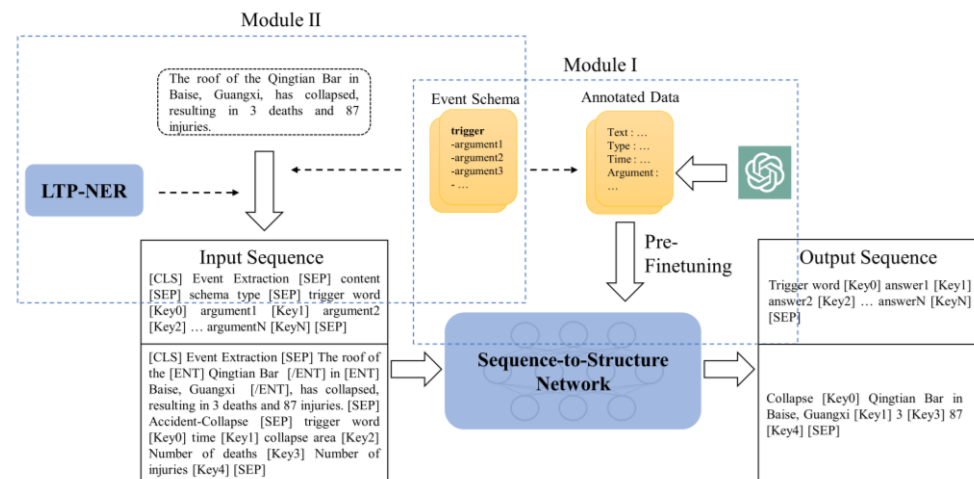 Module II
Module I
The roof of the Qingtian Bar in
Baise, Guangxi, has collapsed,
resulting in 3 deaths and 87
injuries.
Event Schema
trigger
-argument1
-argument2
-argument3
- …
Annotated Data
Text : …
Type : …
Time : …
Argument :
…
LTP-NER
Pre-
Finetuning
Input Sequence
[CLS] Event Extraction [SEP] content
[SEP] schema type [SEP] trigger word
[Key0] argument1 [Key1] argument2
[Key2] … argumentN [KeyN] [SEP]
[CLS] Event Extraction [SEP] The roof of
the [ENT] Qingtian Bar [/ENT] in [ENT]
Baise, Guangxi [/ENT], has collapsed,
resulting in 3 deaths and 87 injuries. [SEP]
Accident-Collapse [SEP] trigger word
[Key0] time [Key1] collapse area [Key2]
Number of deaths [Key3] Number of
injuries [Key4] [SEP]
Sequence-to-Structure
Network
Output Sequence
Trigger word [Key0] answer1 [Key1]
answer2 [Key2] … answerN [KeyN]
[SEP]
Collapse [Key0] Qingtian Bar in
Baise, Guangxi [Key1] 3 [Key3] 87
[Key4] [SEP]